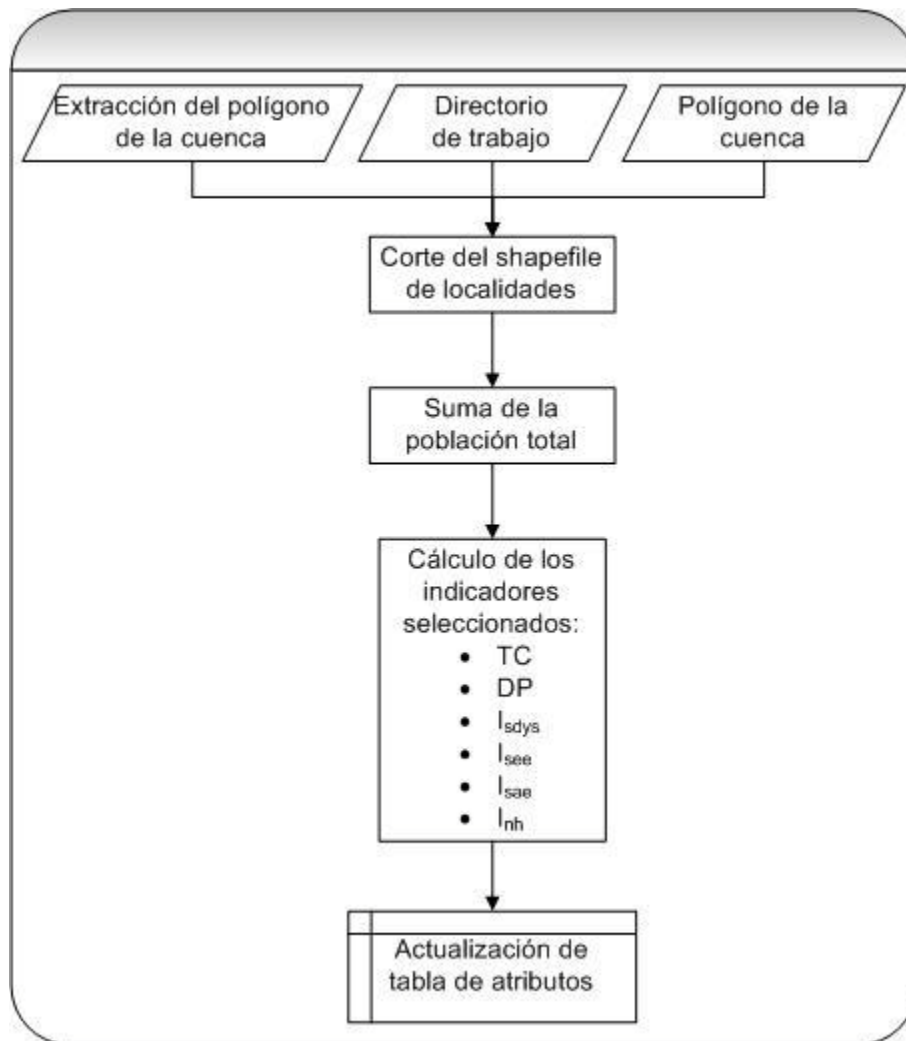 Extracción del polígono
de la cuenca
Directorio
de trabajo
Polígono de la
cuenca
Corte del shapefile
de localidades
Suma de la
población total
Cálculo de los
indicadores
seleccionados:
• TC
• DP
• Isdys
• Isee
• Isae
• Inh
Actualización de
tabla de atributos